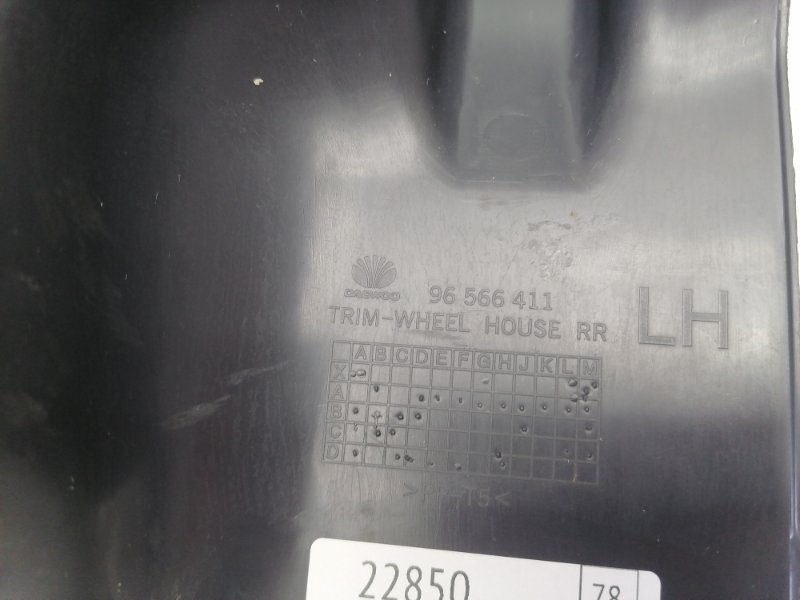 DAEWOO
96 566 411
TRIM-WHEEL HOUSE RR
LH
A B C D E F G H J K L M
X
A
B
C
D
22850
78